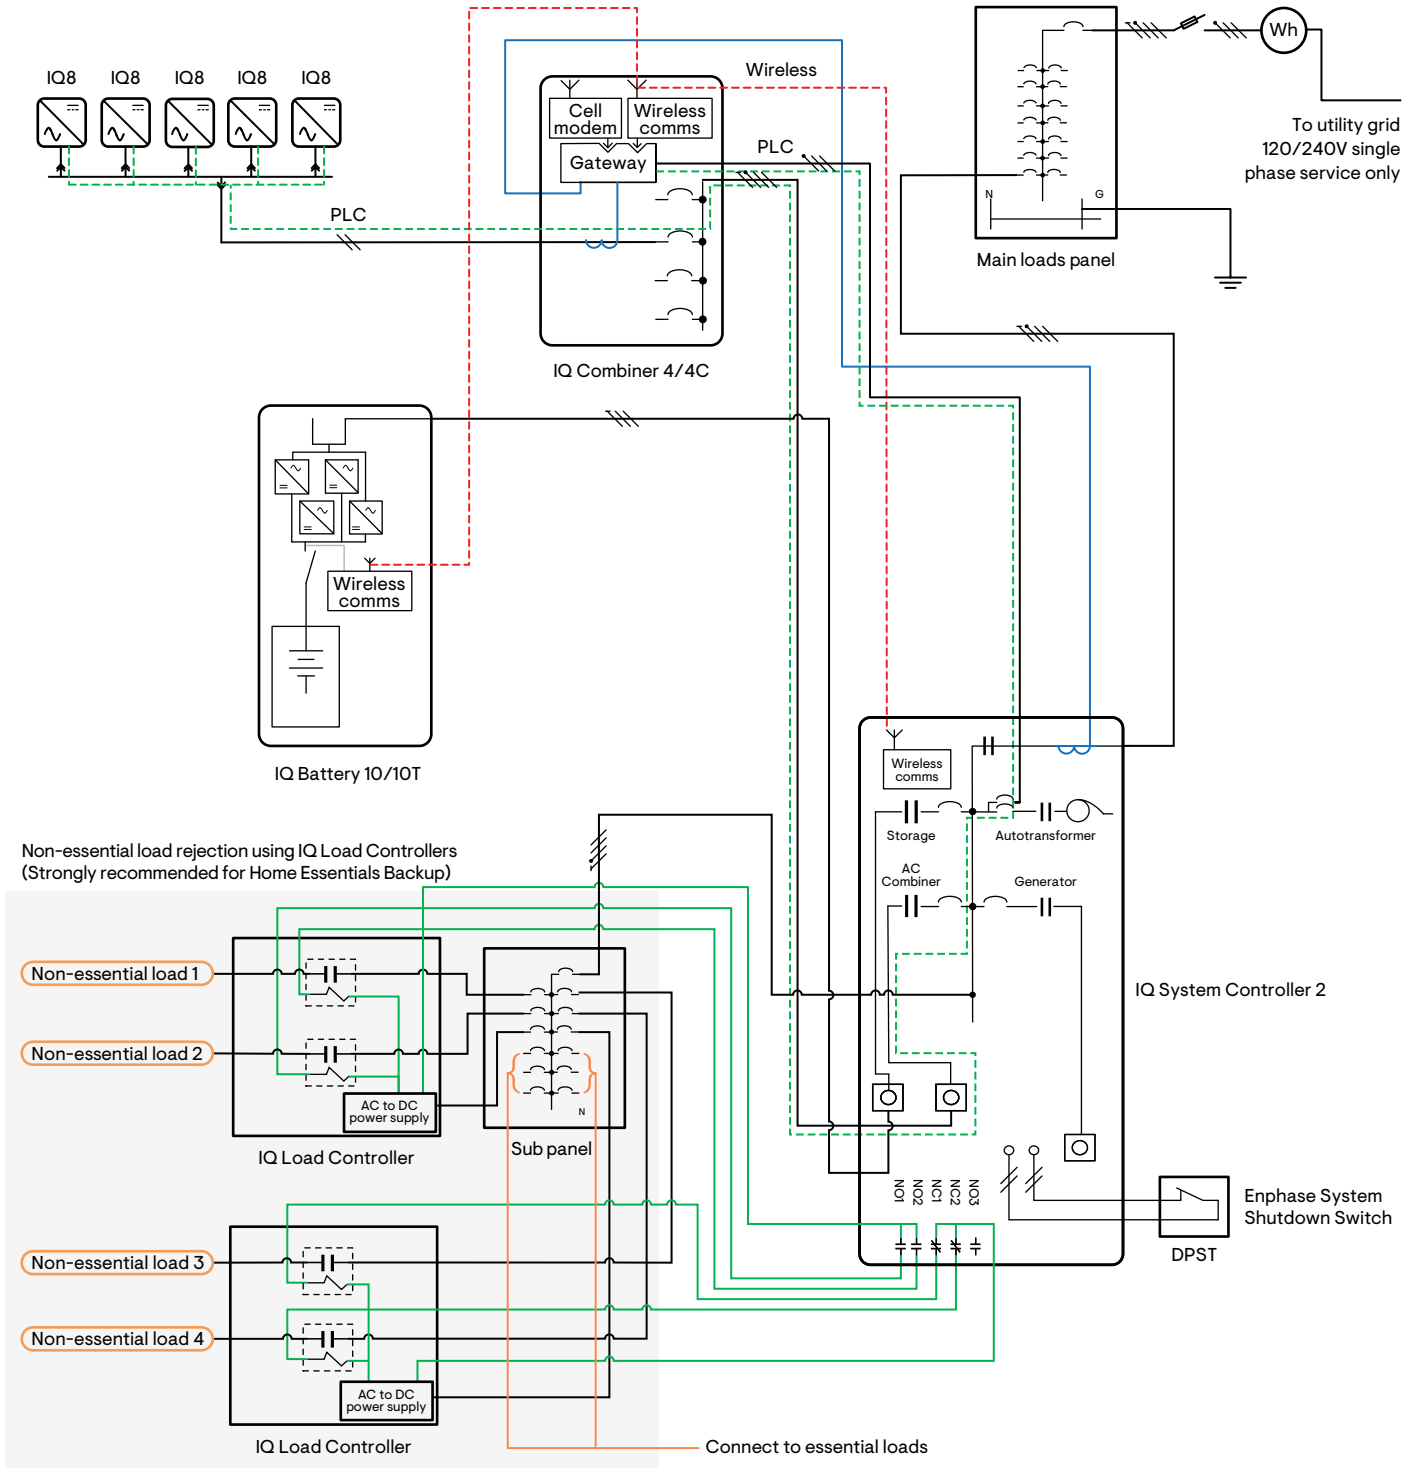 IQ8 IQ8 IQ8 IQ8 IQ8
Wireless
Wh
To utility grid
120/240V single
phase service only
Cell
modem
Wireless
comms
Gateway
PLC
PLC
N
G
Main loads panel
IQ Combiner 4/4C
Wireless
comms
IQ Battery 10/10T
Wireless
comms
Storage
Autotransformer
AC
Combiner
Generator
IQ System Controller 2
NO1
NO2
NC1
NC2
NO3
Enphase System
Shutdown Switch
DPST
Non-essential load rejection using IQ Load Controllers
(Strongly recommended for Home Essentials Backup)
Non-essential load 1
Non-essential load 2
AC to DC
power supply
IQ Load Controller
N
Sub panel
Non-essential load 3
Non-essential load 4
AC to DC
power supply
IQ Load Controller
Connect to essential loads